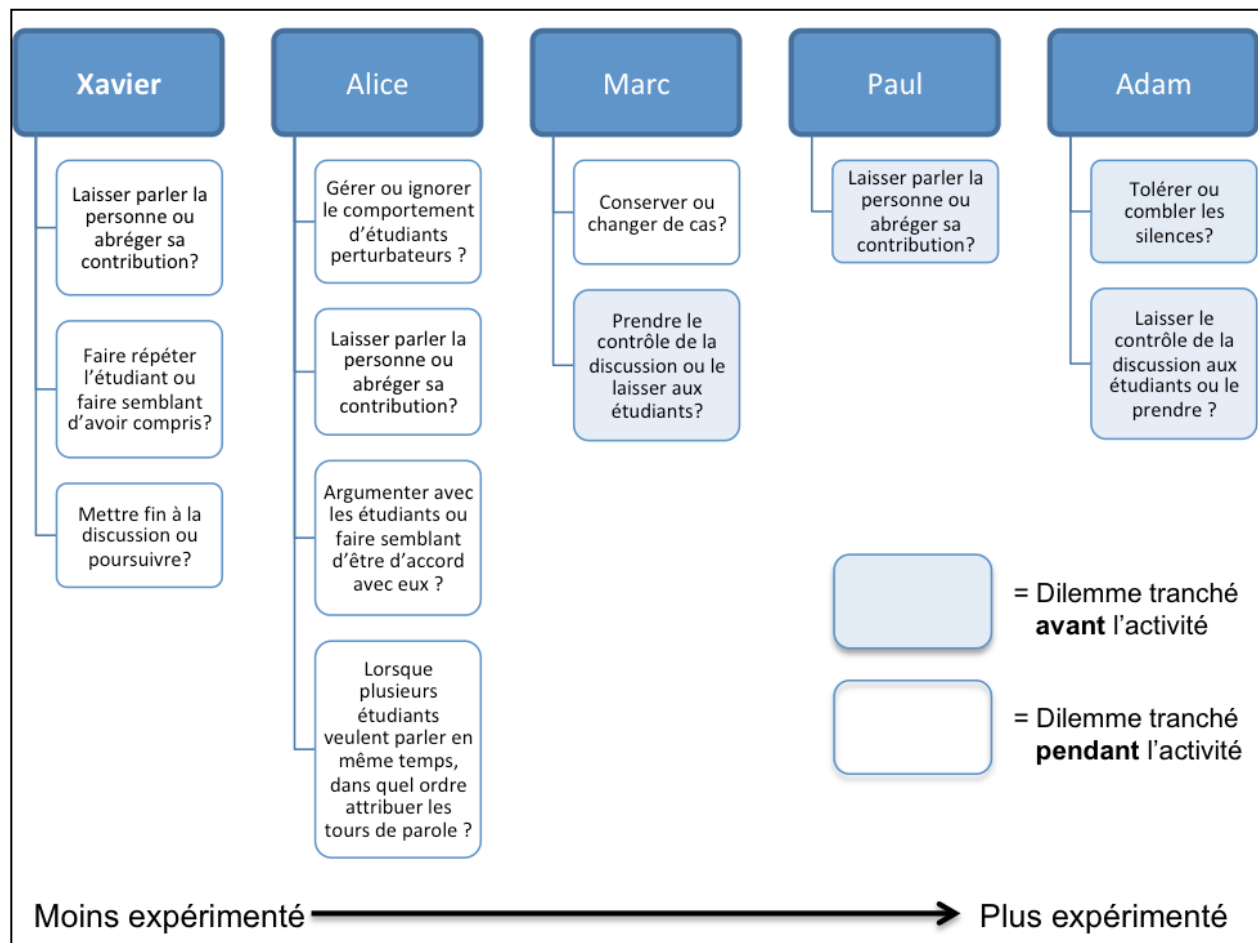 Xavier
Laisser parler la
personne ou
abréger sa
contribution?
Faire répéter
l’étudiant ou
faire semblant
d’avoir compris?
Mettre fin à la
discussion ou
poursuivre?
Alice
Gérer ou ignorer
le comportement
d’étudiants
perturbateurs ?
Laisser parler la
personne ou
abréger sa
contribution?
Argumenter avec
les étudiants ou
faire semblant
d’être d’accord
avec eux ?
Lorsque
plusieurs
étudiants
veulent parler en
même temps,
dans quel ordre
attribuer les
tours de parole ?
Marc
Conserver ou
changer de cas?
Prendre le
contrôle de la
discussion ou le
laisser aux
étudiants?
Paul
Laisser parler la
personne ou
abréger sa
contribution?
Adam
Tolérer ou
combler les
silences?
Laisser le
contrôle de la
discussion aux
étudiants ou le
prendre ?
= Dilemme tranché
avant l’activité
= Dilemme tranché
pendant l’activité
Moins expérimenté
Plus expérimenté